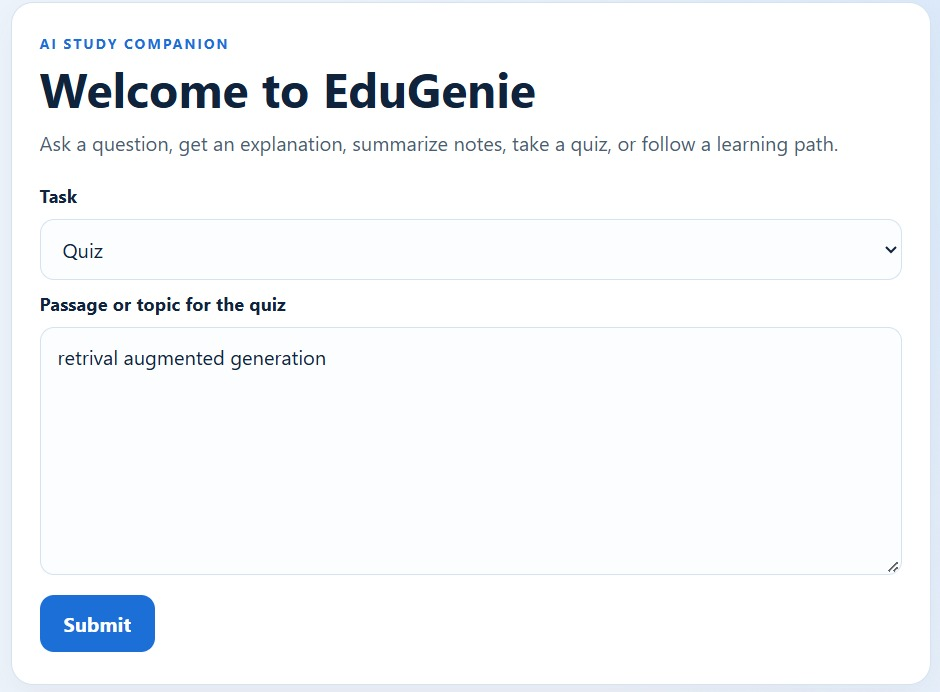 AI STUDY COMPANION
Welcome to EduGenie
Ask a question, get an explanation, summarize notes, take a quiz, or follow a learning path.
Task
Quiz
Passage or topic for the quiz
retrival augmented generation
Submit